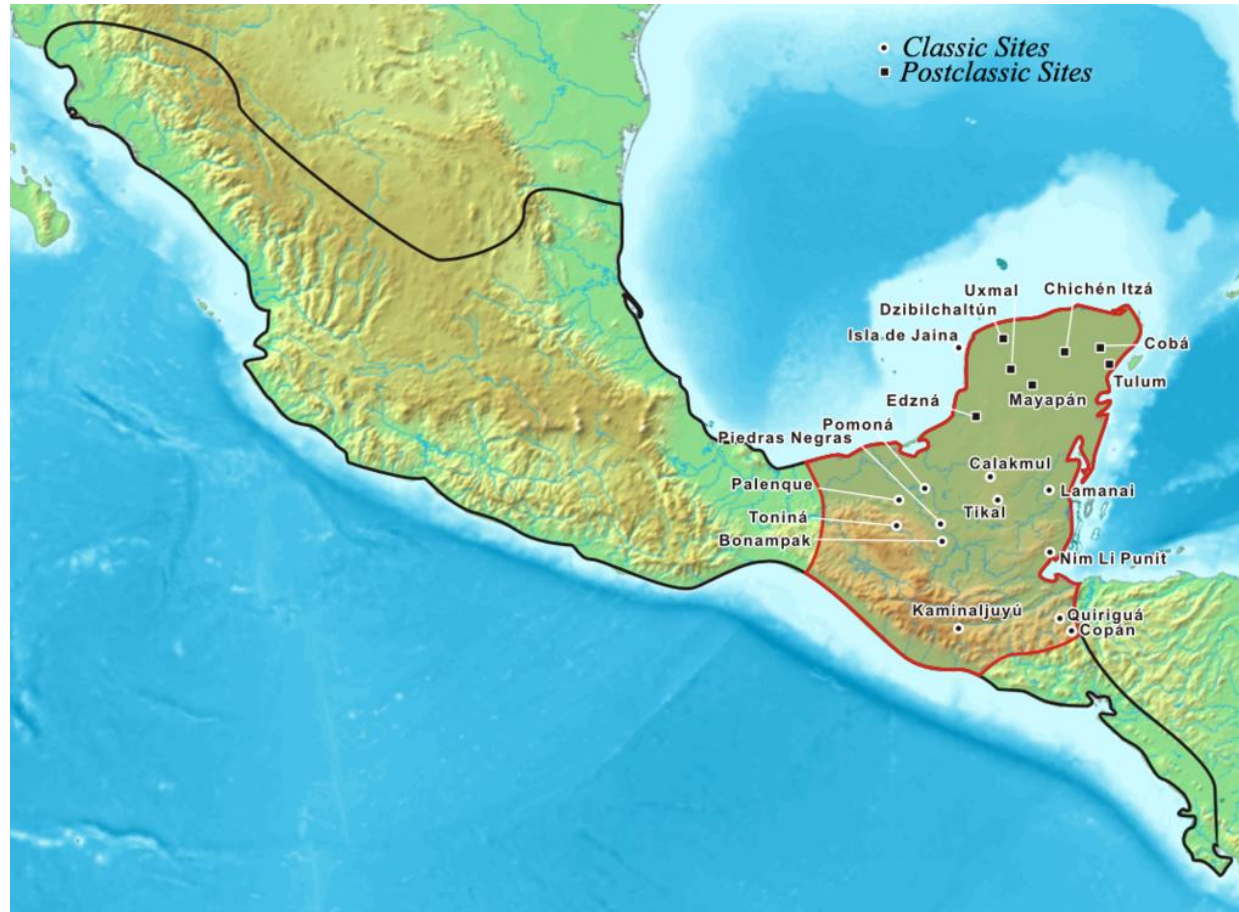 Classic Sites
Postclassic Sites
Uxmal
Chichén Itzá
Dzibilchaltún
Isla de Jaina
Cobá
Tulum
Mayapán
Edzná
Pomoná
Piedras Negras
Calakmul
Palenque
Lamanai
Tikal
Toniná
Bonampak
Nim Li Punit
Kaminaljuyú
Quiriguá
Copán